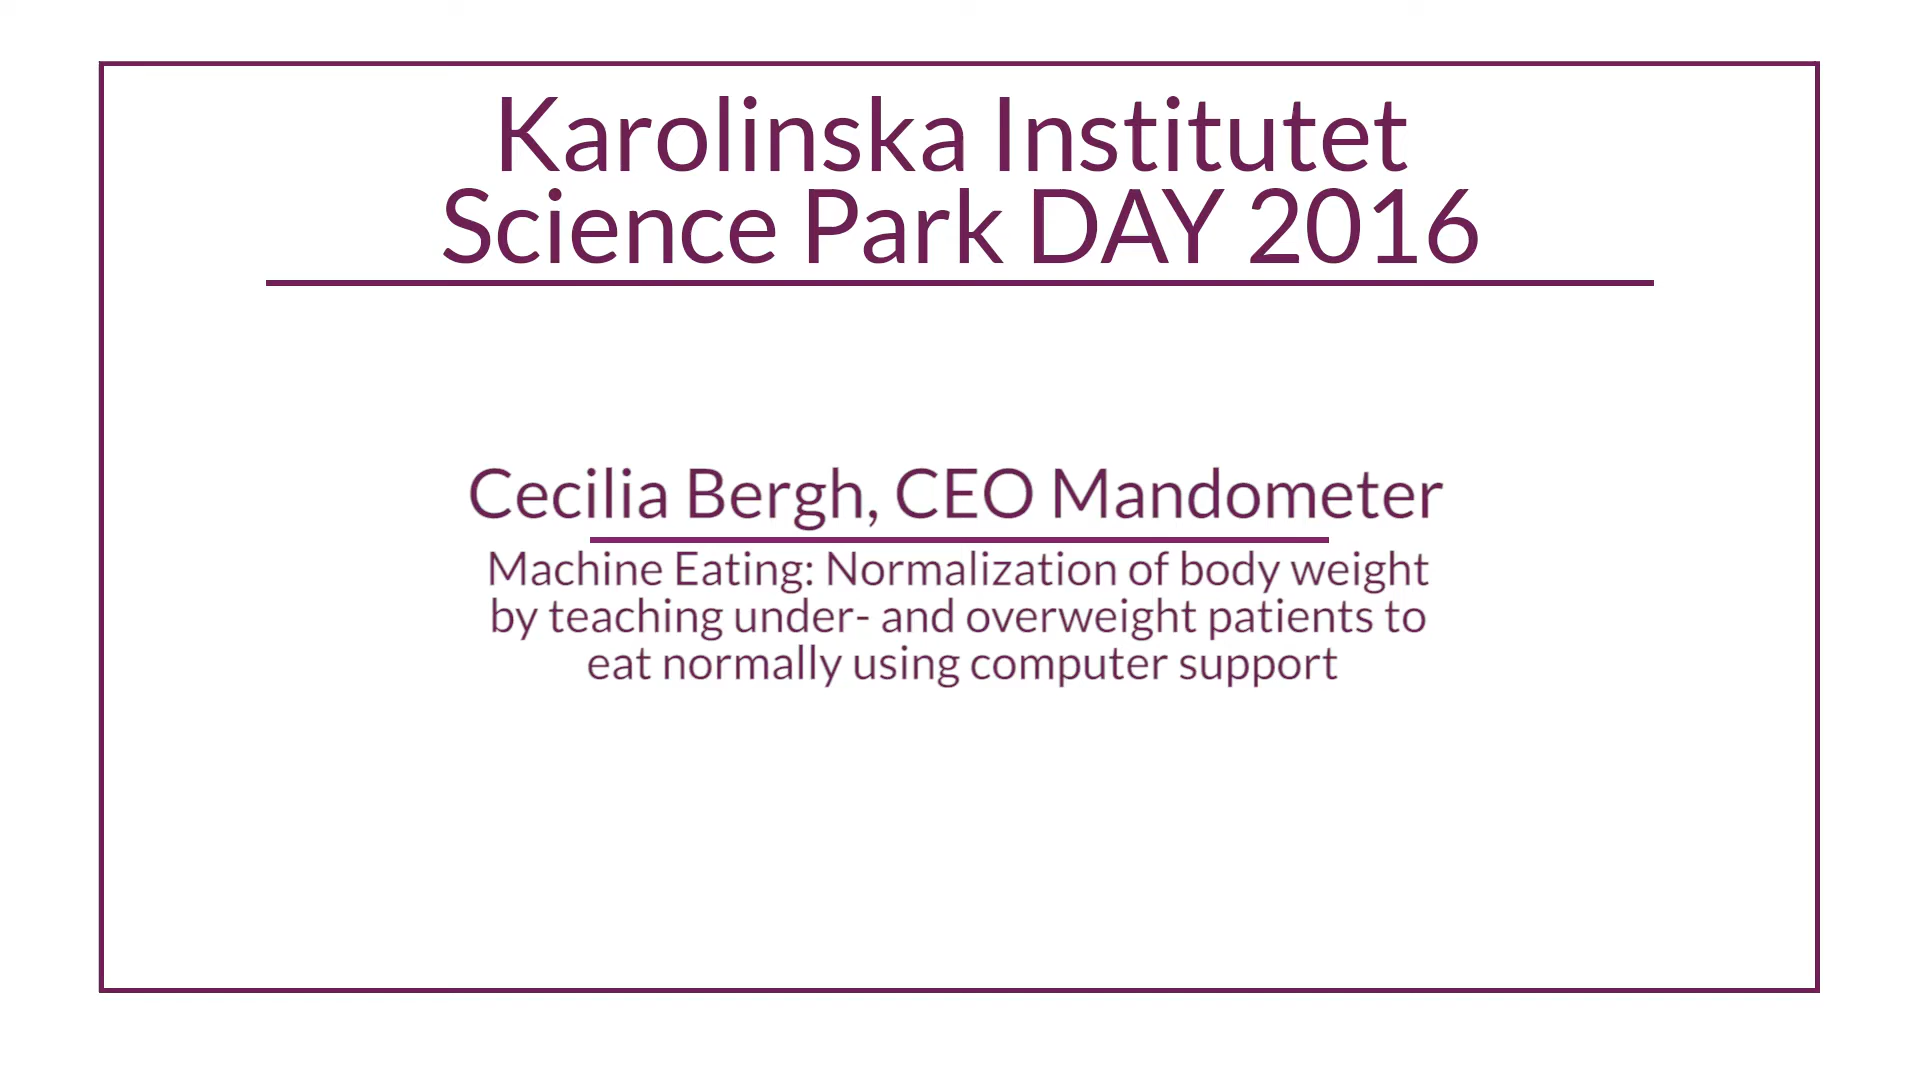 Karolinska Institutet
Science Park DAY 2016
Cecilia Bergh, CEO Mandometer
Machine Eating: Normalization of body weight
by teaching under- and overweight patients to
eat normally using computer support